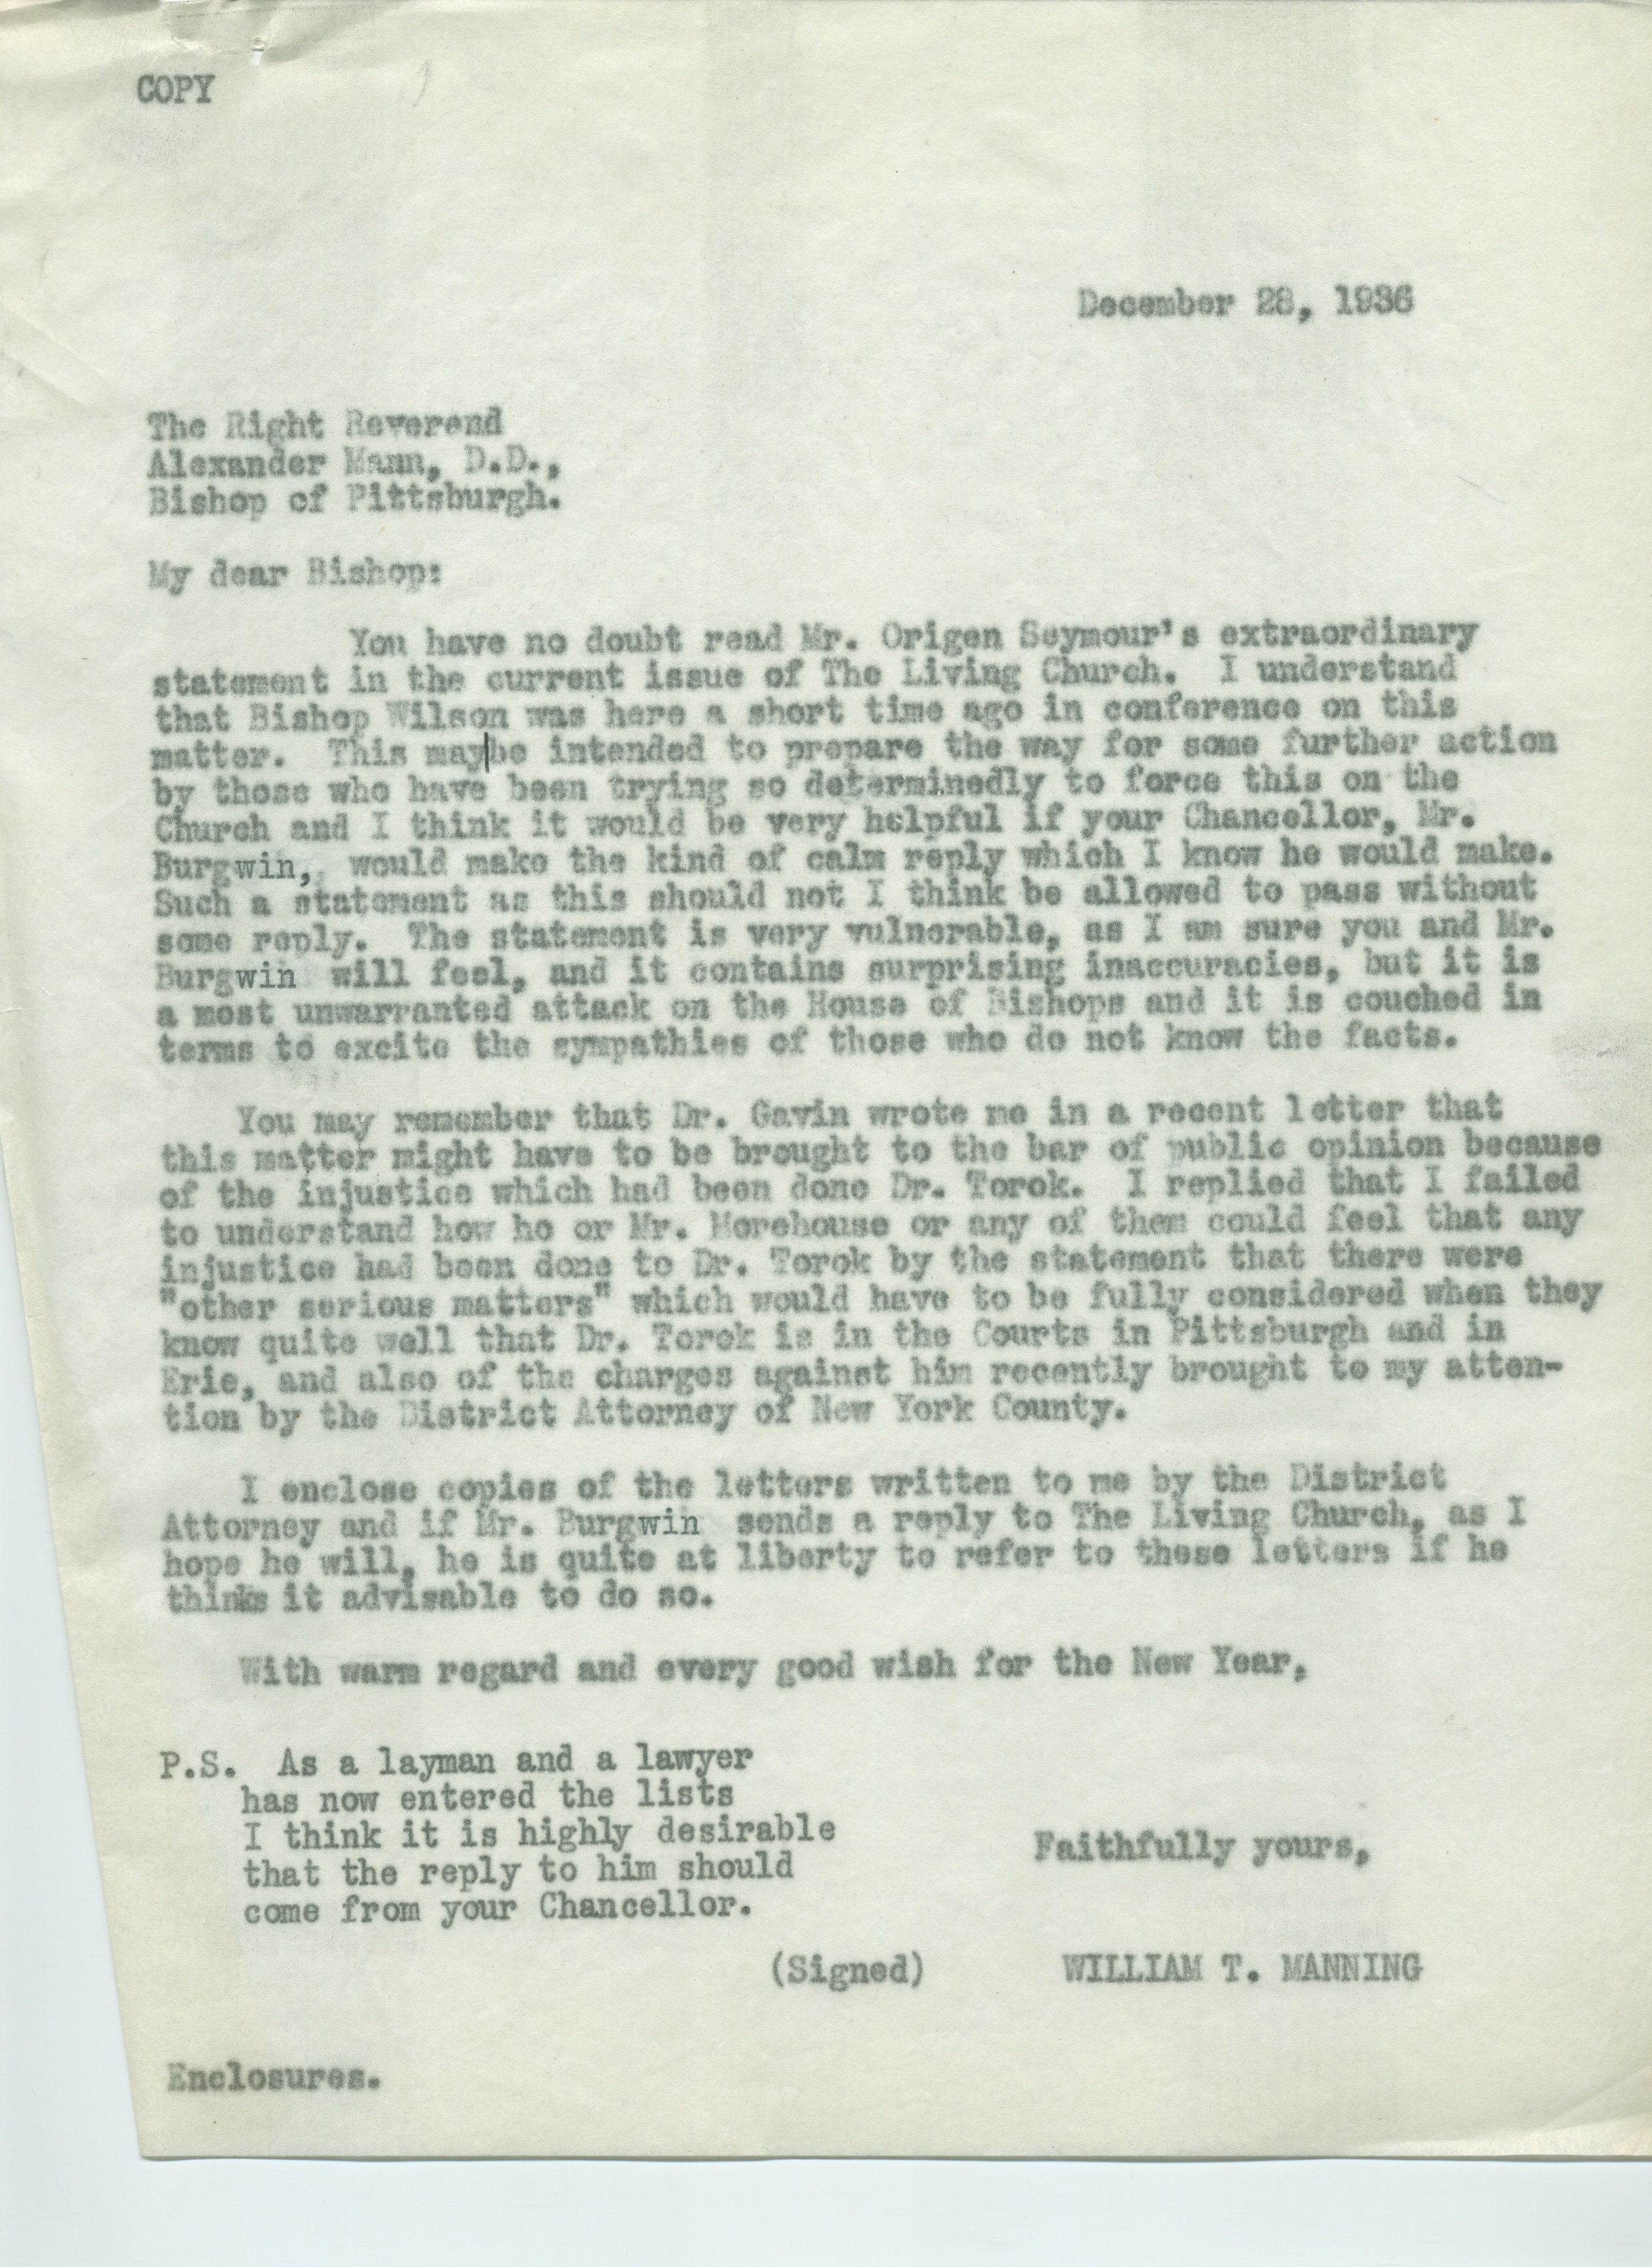 COPY
December 28, 1936
The Right Reverend
Alexander Mann, D.D.,
Bishop of Pittsburgh.
My dear Bishop:
You have no doubt read Mr. Origen Seymour's extraordinary
statement in the current issue of The Living Church. I understand
that Bishop Wilson was here a short time ago in conference on this
matter. This may|be intended to prepare the way for some further action
by those who have been trying so determinedly to force this on the
Church and I think it would be very helpful if your Chancellor, Mr.
Burgwin, would make the kind of calm reply which I know he would make.
Such a statement as this should not I think be allowed to pass without
some reply. The statement is very vulnerable, as I am sure you and Mr.
Burgwin will feel, and it contains surprising inaccuracies, but it is
a most unwarranted attack on the House of Bishops and it is couched in
terms to excite the sympathies of those who do not know the facts.
You may remember that Dr. Gavin wrote me in a recent letter that
this matter might have to be brought to the bar of public opinion because
of the injustice which had been done Dr. Torok. I replied that I failed
to understand how he or Mr. Morehouse or any of them could feel that any
injustice had been done to Dr. Torok by the statement that there were
"other serious matters" which would have to be fully considered when they
know quite well that Dr. Torok is in the Courts in Pittsburgh and in
Erie, and also of the charges against him recently brought to my atten-
tion by the District Attorney of New York County.
I enclose copies of the letters written to me by the District
Attorney and if Mr. Burgwin sends a reply to The Living Church, as I
hope he will, he is quite at liberty to refer to these letters if he
thinks it advisable to do so.
With warm regard and every good wish for the New Year,
P.S. As a layman and a lawyer
has now entered the lists
I think it is highly desirable
that the reply to him should
come from your Chancellor.
Faithfully yours,
(Signed) WILLIAM T. MANNING
Enclosures.